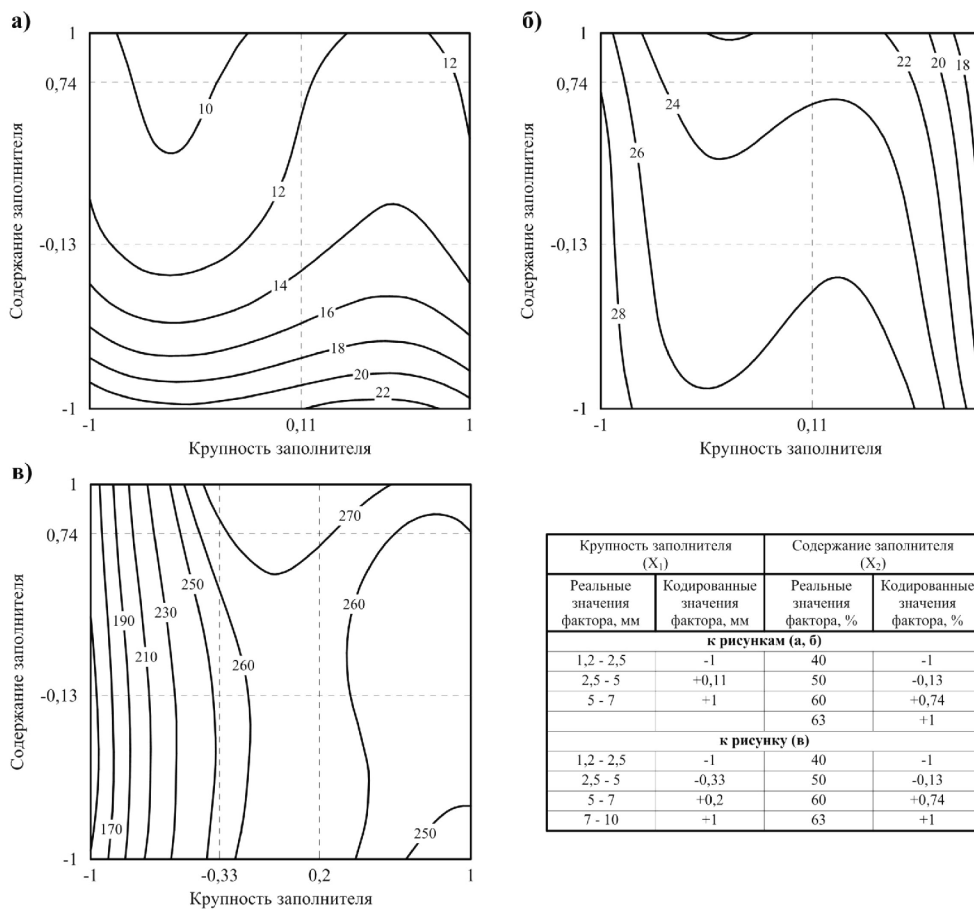 а)
1
0,74
-0,13
-1
Содержание заполнителя
10
12
12
14
16
18
20
22
-1
0,11
1
Крупность заполнителя
б)
1
0,74
-0,13
-1
Содержание заполнителя
22
20
18
24
26
28
-1
0,11
Крупность заполнителя
в)
1
0,74
-0,13
-1
Содержание заполнителя
270
250
260
230
190
210
260
170
250
-1
-0,33
0,2
1
Крупность заполнителя
Крупность заполнителя
(X₁)
Содержание заполнителя
(X₂)
Реальные значения фактора, мм
Кодированные значения фактора, мм
Реальные значения фактора, %
Кодированные значения фактора, %
к рисункам (а, б)
1,2 - 2,5 -1 40 -1
2,5 - 5 +0,11 50 -0,13
5 - 7 +1 60 +0,74
63 +1
к рисунку (в)
1,2 - 2,5 -1 40 -1
2,5 - 5 -0,33 50 -0,13
5 - 7 +0,2 60 +0,74
7 - 10 +1 63 +1